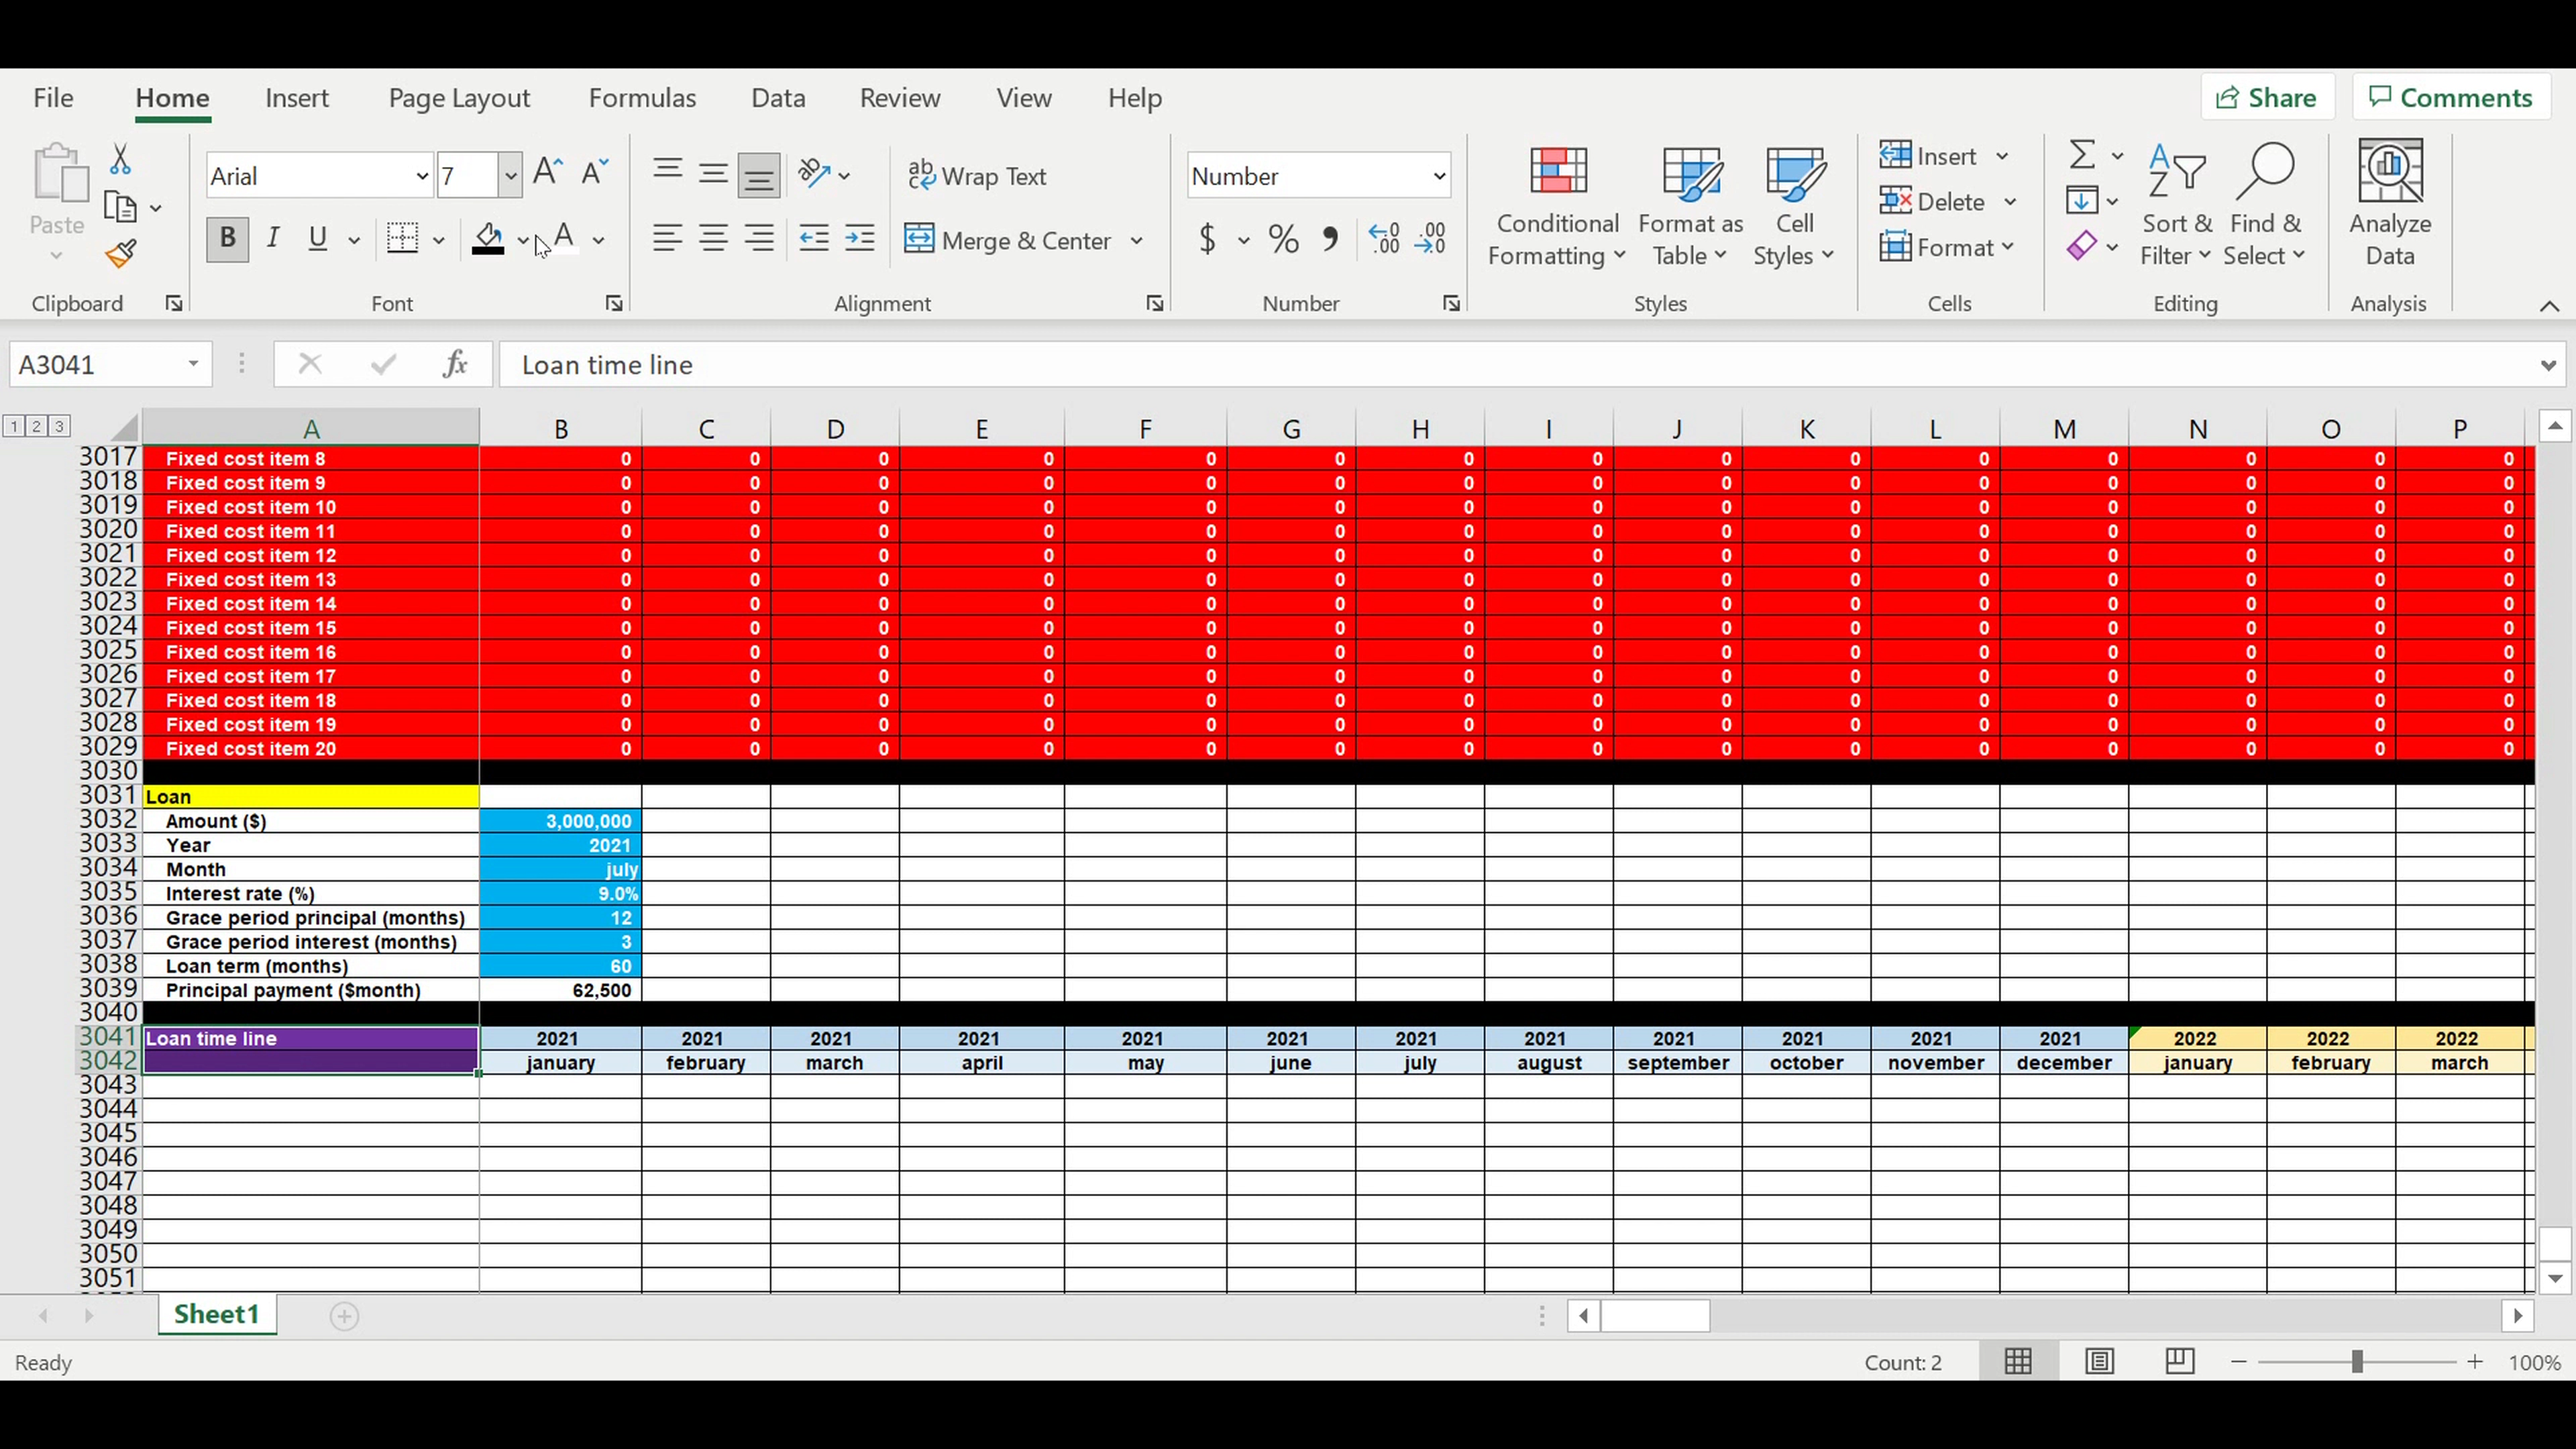 File Home Insert Page Layout Formulas Data Review View Help Share Comments
Paste
Arial 7 A A
B I U A
ab c Wrap Text
Merge & Center
Number
$ % 9 .0 .00 .00 .0
Conditional Formatting
Format as Table
Cell Styles
Insert
Delete
Format
Σ A Z
Sort & Filter
Find & Select
Analyze Data
Clipboard Font Alignment Number Styles Cells Editing Analysis
A3041 fx Loan time line
1 2 3 A B C D E F G H I J K L M N O P
3017 Fixed cost item 8 0 0 0 0 0 0 0 0 0 0 0 0 0 0 0
3018 Fixed cost item 9 0 0 0 0 0 0 0 0 0 0 0 0 0 0 0
3019 Fixed cost item 10 0 0 0 0 0 0 0 0 0 0 0 0 0 0 0
3020 Fixed cost item 11 0 0 0 0 0 0 0 0 0 0 0 0 0 0 0
3021 Fixed cost item 12 0 0 0 0 0 0 0 0 0 0 0 0 0 0 0
3022 Fixed cost item 13 0 0 0 0 0 0 0 0 0 0 0 0 0 0 0
3023 Fixed cost item 14 0 0 0 0 0 0 0 0 0 0 0 0 0 0 0
3024 Fixed cost item 15 0 0 0 0 0 0 0 0 0 0 0 0 0 0 0
3025 Fixed cost item 16 0 0 0 0 0 0 0 0 0 0 0 0 0 0 0
3026 Fixed cost item 17 0 0 0 0 0 0 0 0 0 0 0 0 0 0 0
3027 Fixed cost item 18 0 0 0 0 0 0 0 0 0 0 0 0 0 0 0
3028 Fixed cost item 19 0 0 0 0 0 0 0 0 0 0 0 0 0 0 0
3029 Fixed cost item 20 0 0 0 0 0 0 0 0 0 0 0 0 0 0 0
3030
3031 Loan
3032 Amount ($) 3,000,000
3033 Year 2021
3034 Month july
3035 Interest rate (%) 9.0%
3036 Grace period principal (months) 12
3037 Grace period interest (months) 3
3038 Loan term (months) 60
3039 Principal payment ($month) 62,500
3040
3041 Loan time line 2021 2021 2021 2021 2021 2021 2021 2021 2021 2021 2021 2021 2022 2022 2022
3042 january february march april may june july august september october november december january february march
3043
3044
3045
3046
3047
3048
3049
3050
3051
Sheet1
Ready Count: 2 100%